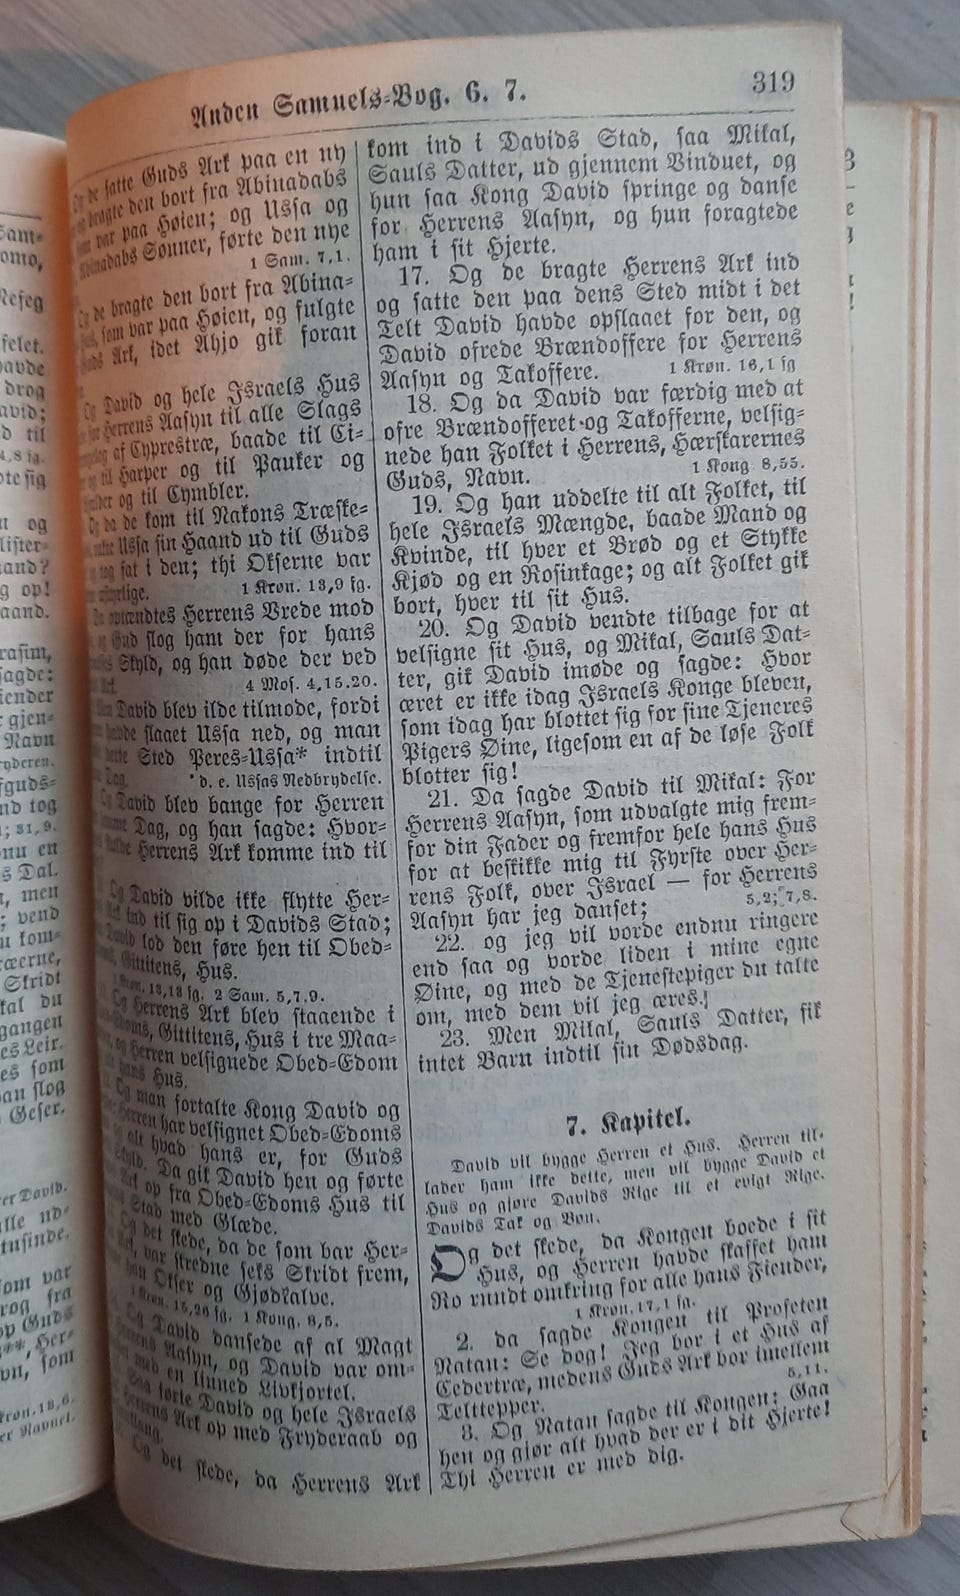 Anden Samuels-Bog. 6. 7.
319
de satte Guds Ark paa en ny
bragte den bort fra Abinadabs
var paa Høien; og Ussa og
Abinadabs Sønner, førte den nye
1 Sam. 7,1.
de bragte den bort fra Abina-
som var paa Høien, og fulgte
Guds Ark, idet Ahjo gik foran
Og David og hele Israels Hus
for Herrens Aasyn til alle Slags
af Cyprestræ, baade til Ci-
og til Harper og til Pauker og
og til Cymbler.
Og da de kom til Nakons Træske-
Ussa sin Haand ud til Guds
og tog fat i den; thi Okserne var
1 Krøn. 13,9 fg.
optændtes Herrens Vrede mod
og Gud slog ham der for hans
Skyld, og han døde der ved
Ark.
4 Mos. 4,15.20.
David blev ilde tilmode, fordi
havde slaaet Ussa ned, og man
dette Sted Peres-Ussa* indtil
Dag.
* d. e. Ussas Nedbrydelse.
Og David blev bange for Herren
samme Dag, og han sagde: Hvor-
skulde Herrens Ark komme ind til
Og David vilde ikke flytte Her-
Ark ind til sig op i Davids Stad;
David lod den føre hen til Obed-
Gittitens, Hus.
1 Krøn. 13,13 fg. 2 Sam. 5,7.9.
Og Herrens Ark blev staaende i
Obed-Edoms, Gittitens, Hus i tre Maa-
og Herren velsignede Obed-Edom
hans Hus.
Og man fortalte Kong David og
Herren har velsignet Obed-Edoms
og alt hvad hans er, for Guds
Skyld. Da gik David hen og førte
Ark op fra Obed-Edoms Hus til
Stad med Glæde.
Og det skede, da de som bar Her-
Ark, var skredne seks Skridt frem,
han Okser og Gjødkalve.
1 Krøn. 15,26 fg. 1 Kong. 8,5.
Og David dansede af al Magt
Herrens Aasyn, og David var om-
med en linned Livkjortel.
Saa førte David og hele Israels
Herrens Ark op med Fryderaab og
Og det skede, da Herrens Ark
kom ind i Davids Stad, saa Mikal,
Sauls Datter, ud gjennem Vinduet, og
hun saa Kong David springe og danse
for Herrens Aasyn, og hun foragtede
ham i sit Hjerte.
17. Og de bragte Herrens Ark ind
og satte den paa dens Sted midt i det
Telt David havde opslaaet for den, og
David ofrede Brændoffere for Herrens
Aasyn og Takoffere. 1 Krøn. 16,1 fg
18. Og da David var færdig med at
ofre Brændofferet og Takofferne, velsig-
nede han Folket i Herrens, Hærskarernes
Guds, Navn.
1 Kong 8,55.
19. Og han uddelte til alt Folket, til
hele Israels Mængde, baade Mand og
Kvinde, til hver et Brød og et Stykke
Kjød og en Rosinkage; og alt Folket gik
bort, hver til sit Hus.
20. Og David vendte tilbage for at
velsigne sit Hus, og Mikal, Sauls Dat-
ter, gik David imøde og sagde: Hvor
æret er ikke idag Israels Konge bleven,
som idag har blottet sig for sine Tjeneres
Pigers Øine, ligesom en af de løse Folk
blotter sig!
21. Da sagde David til Mikal: For
Herrens Aasyn, som udvalgte mig frem-
for din Fader og fremfor hele hans Hus
for at beskikke mig til Fyrste over Her-
rens Folk, over Israel — for Herrens
Aasyn har jeg danset;
5,2; 7,8.
22. og jeg vil vorde endnu ringere
end saa og vorde liden i mine egne
Øine, og med de Tjenestepiger du talte
om, med dem vil jeg æres.
23. Men Mikal, Sauls Datter, fik
intet Barn indtil sin Dødsdag.
7. Kapitel.
David vil bygge Herren et Hus. Herren til-
lader ham ikke dette, men vil bygge David et
Hus og gjøre Davids Rige til et evigt Rige.
Davids Tak og Bøn.
Og det skede, da Kongen boede i sit
Hus, og Herren havde skaffet ham
Ro rundt omkring for alle hans Fiender,
1 Krøn. 17,1 fg.
2. da sagde Kongen til Profeten
Natan: Se dog! Jeg bor i et Hus af
Cedertræ, medens Guds Ark bor imellem
Telttepper.
5,11.
3. Og Natan sagde til Kongen: Gaa
hen og gjør alt hvad der er i dit Hjerte!
Thi Herren er med dig.